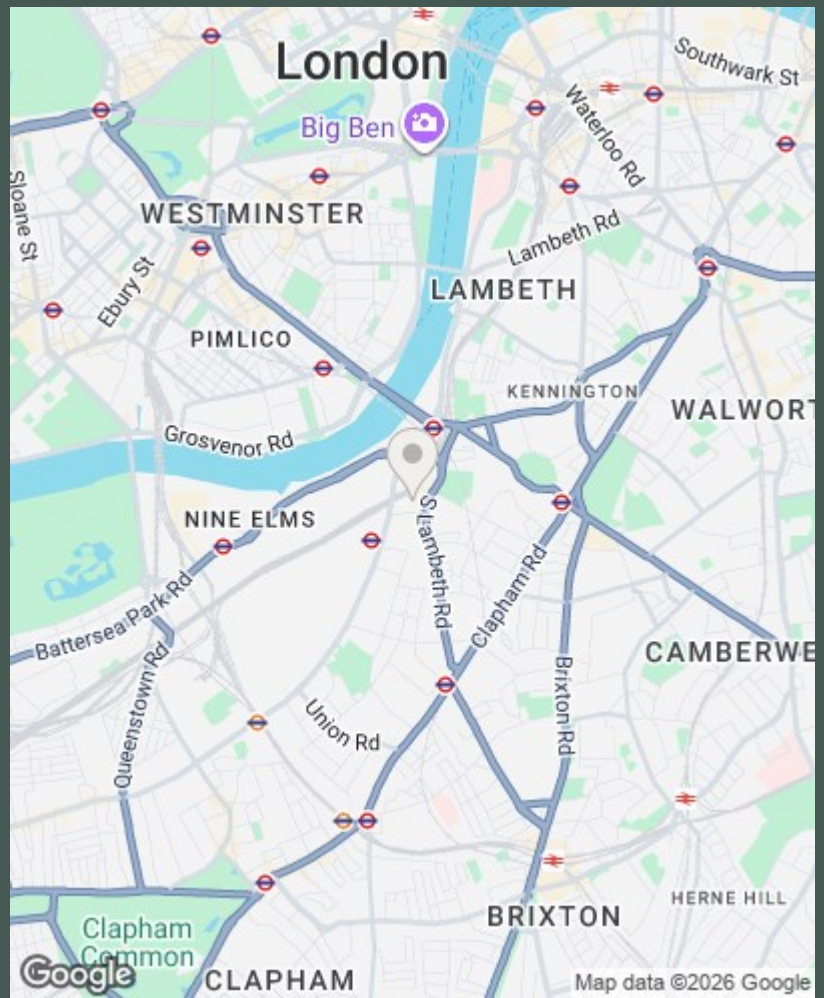 London
Southwark St
Waterloo Rd
Big Ben
Sloane St
WESTMINSTER
Ebury St
Lambeth Rd
LAMBETH
PIMLICO
KENNINGTON
WALWORT
Grosvenor Rd
NINE ELMS
S Lambeth Rd
Clapham Rd
Battersea Park Rd
CAMBERWE
Queenstown Rd
Brixton Rd
Union Rd
HERNE HILL
BRIXTON
Clapham
Common
CLAPHAM
Google
Map data ©2026 Google